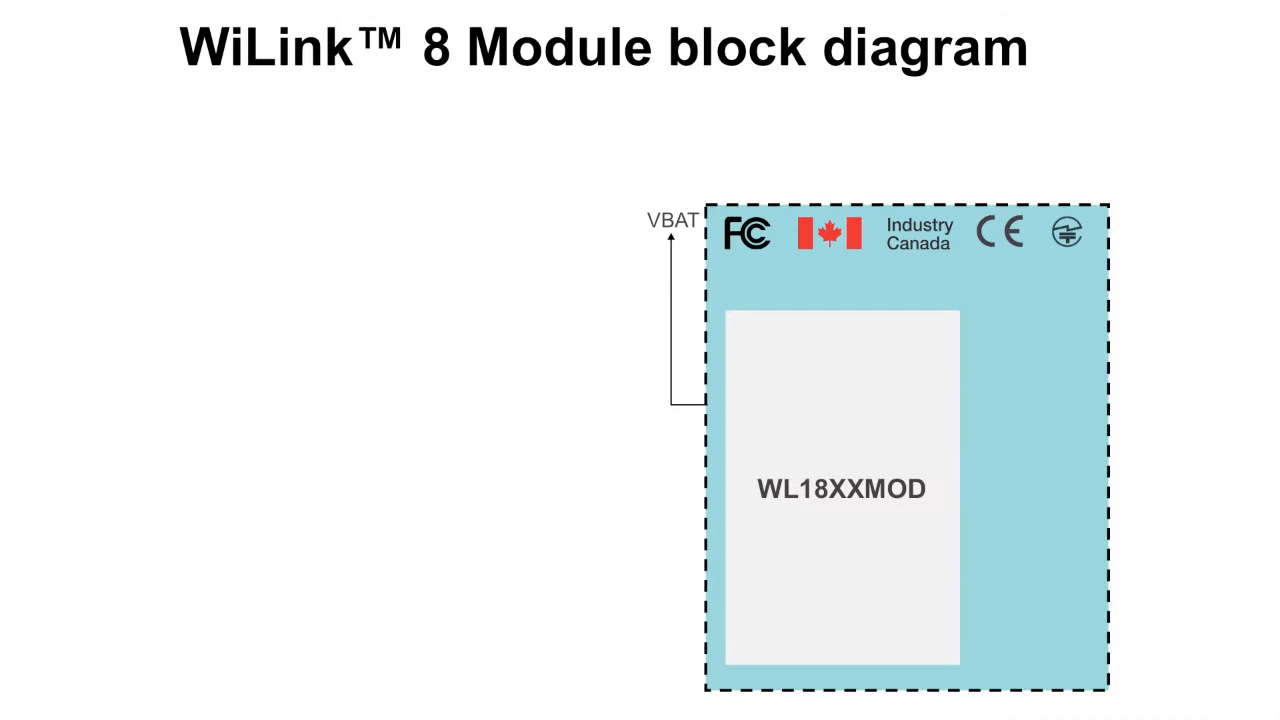 WiLink™ 8 Module block diagram
VBAT
FC
Industry
Canada
CE
WL18XXMOD